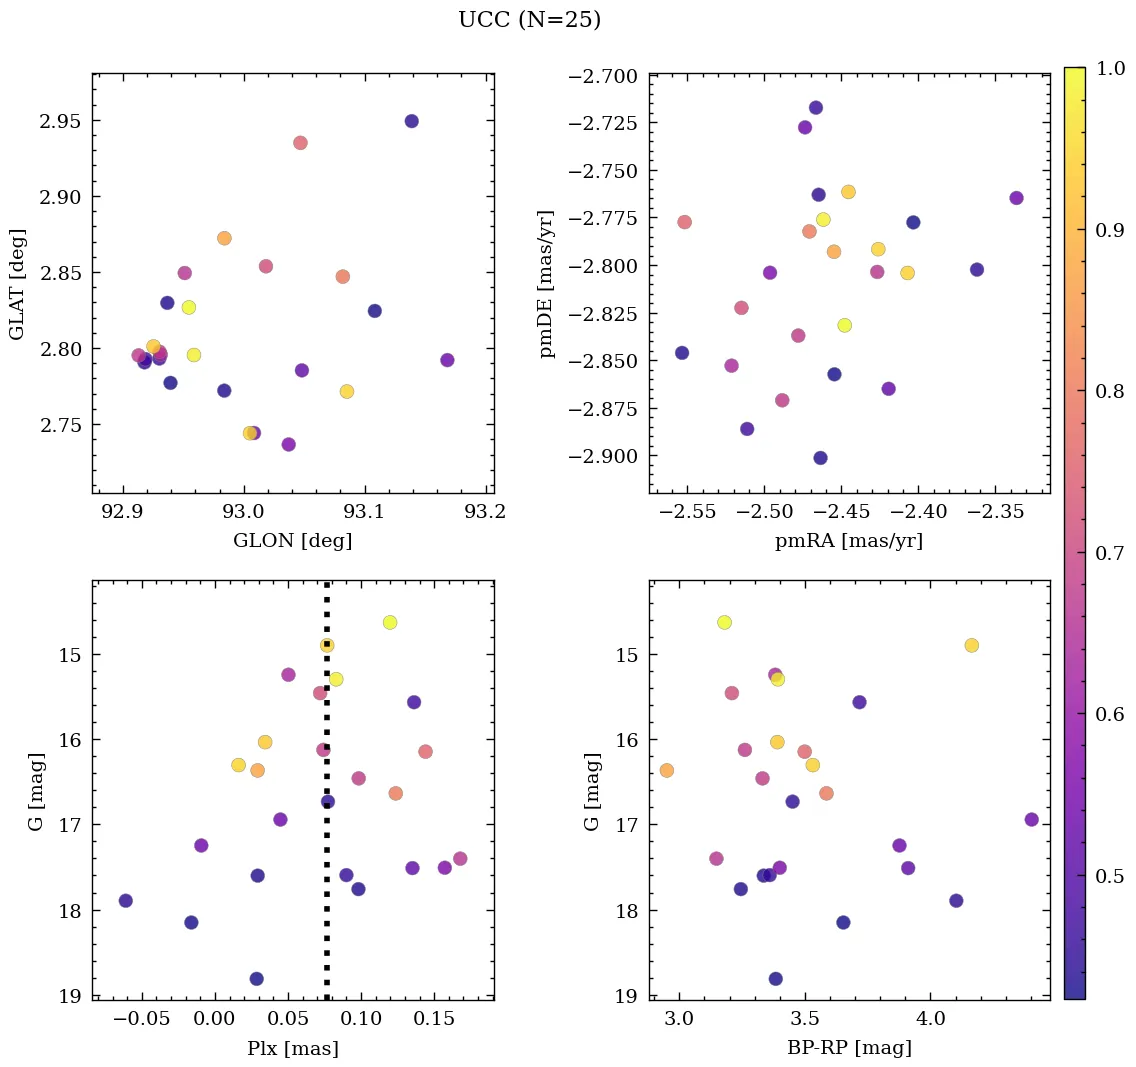 UCC (N=25)
2.95
2.90
2.85
2.80
2.75
GLAT [deg]
92.9 93.0 93.1 93.2
GLON [deg]
−2.700
−2.725
−2.750
−2.775
−2.800
−2.825
−2.850
−2.875
−2.900
pmDE [mas/yr]
−2.55 −2.50 −2.45 −2.40 −2.35
pmRA [mas/yr]
15
16
17
18
19
G [mag]
−0.05 0.00 0.05 0.10 0.15
Plx [mas]
15
16
17
18
19
G [mag]
3.0 3.5 4.0
BP-RP [mag]
1.0
0.9
0.8
0.7
0.6
0.5